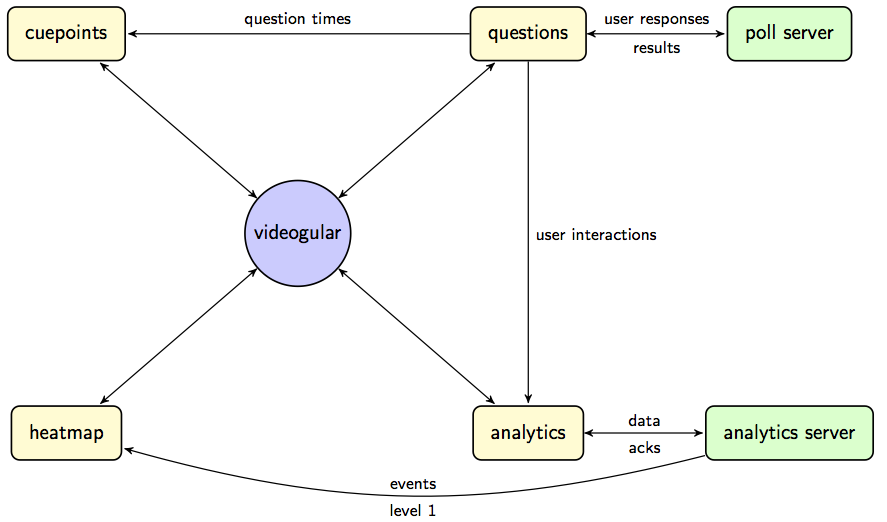 question times
user responses
cuepoints
questions
poll server
results
videogular
user interactions
data
heatmap
analytics
analytics server
acks
events
level 1